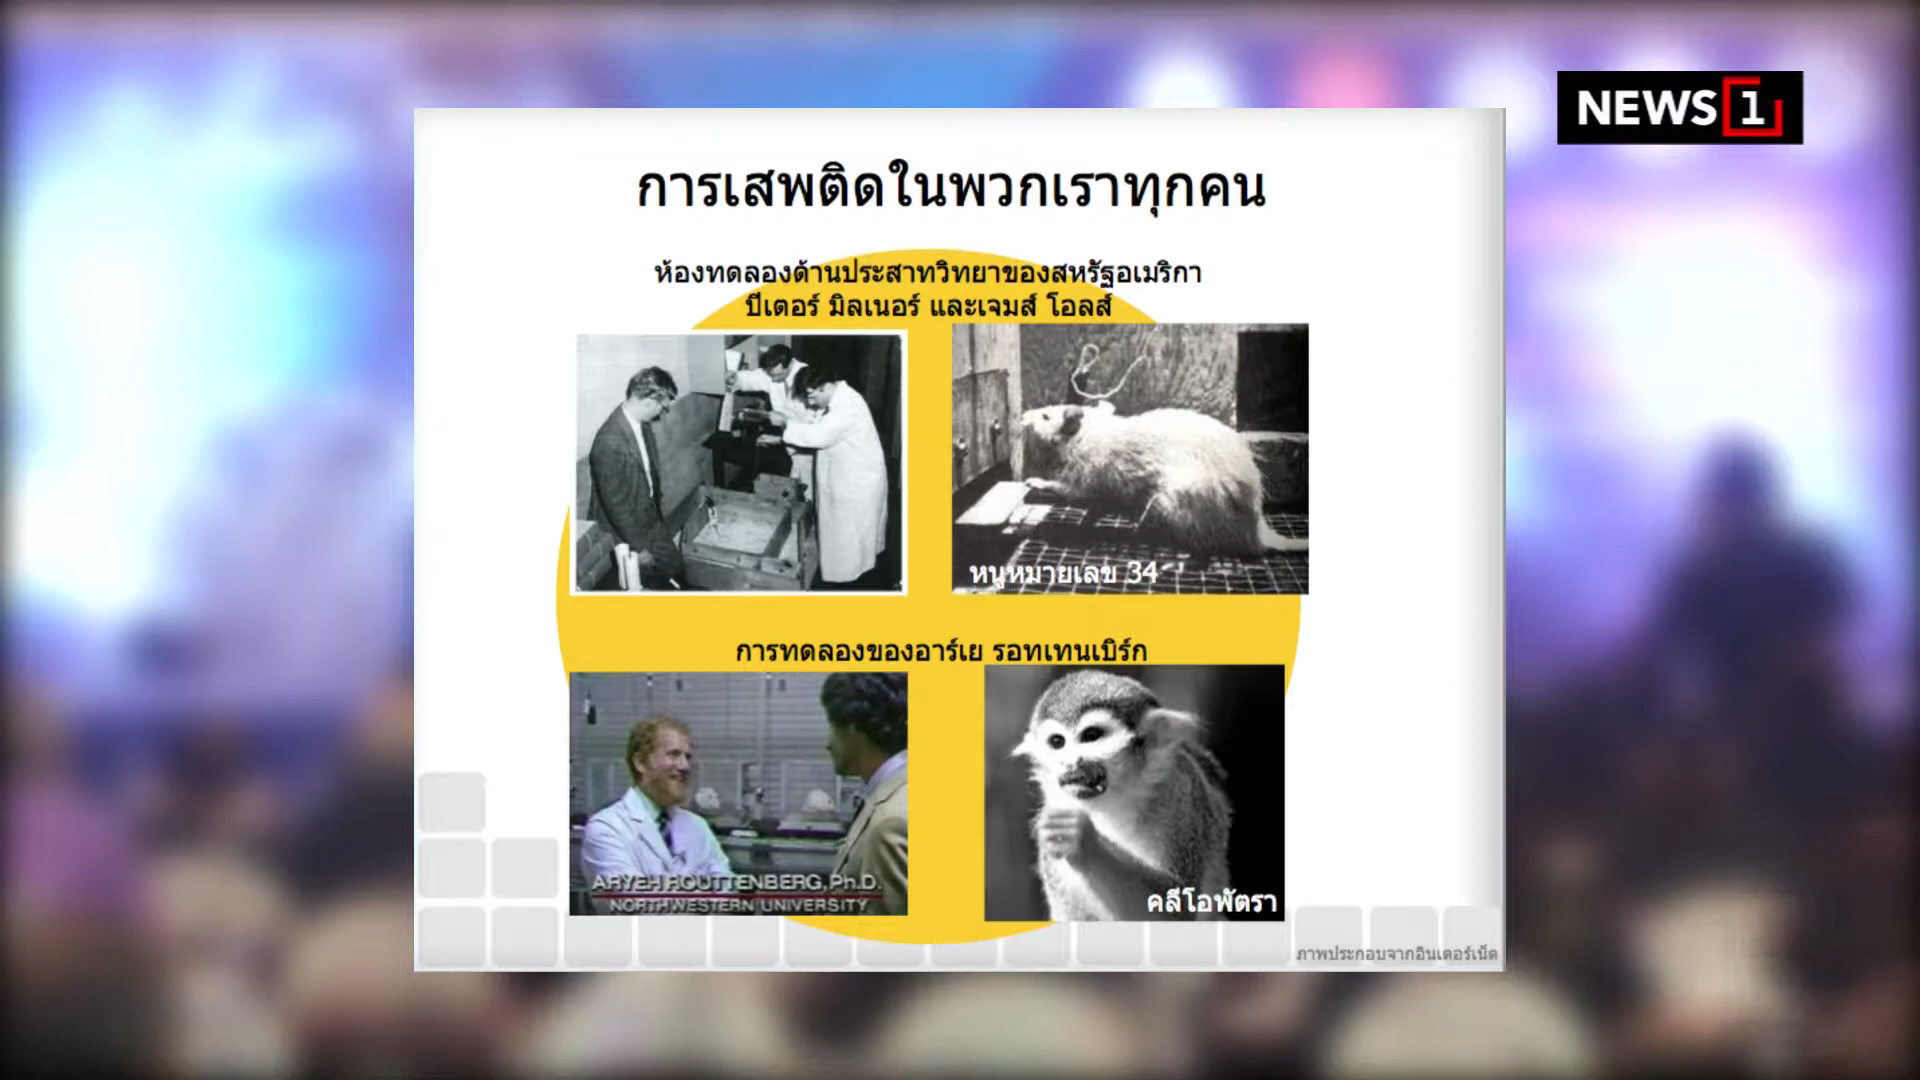 NEWS 1
การเสพติดในพวกเราทุกคน
ห้องทดลองด้านประสาทวิทยาของสหรัฐอเมริกา
ปีเตอร์ มิลเนอร์ และเจมส์ โอลส์
หนูหมายเลข 34
การทดลองของอาร์เย รอทเทนเบิร์ก
ARYEH ROUTTENBERG, Ph.D.
NORTHWESTERN UNIVERSITY
คลีโอพัตรา
ภาพประกอบจากอินเตอร์เน็ต